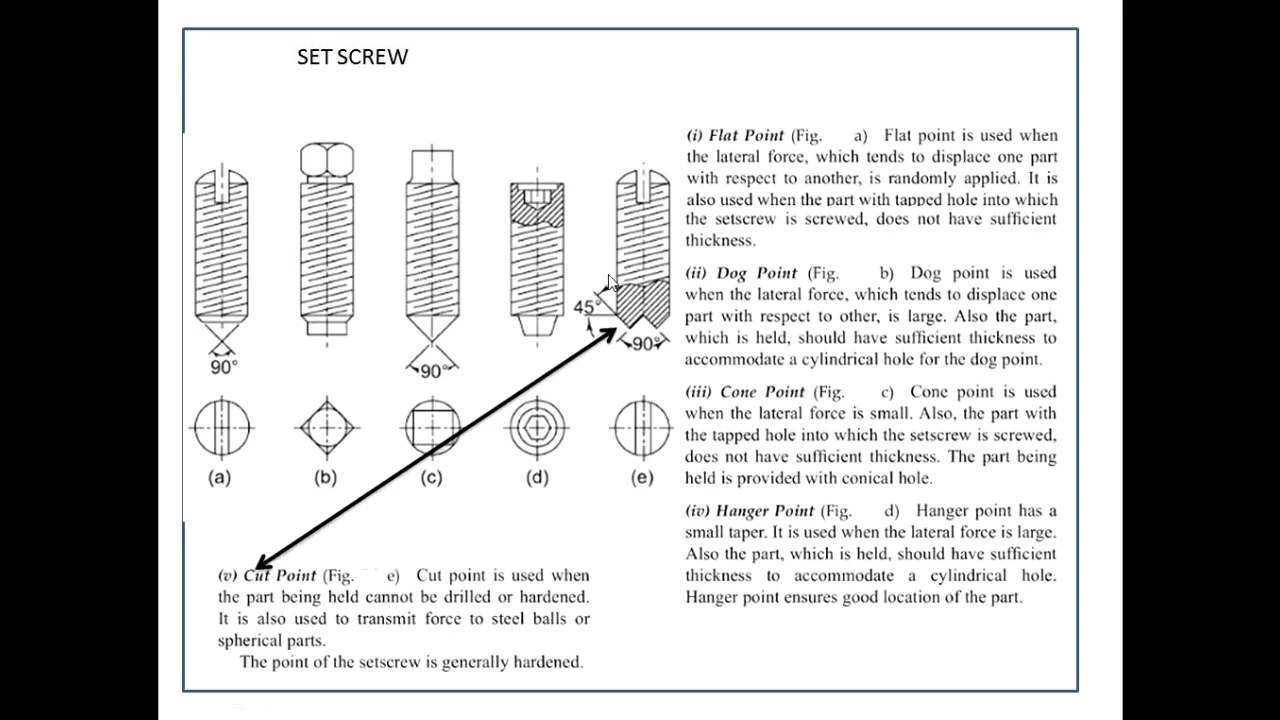 SET SCREW
(i) Flat Point (Fig. a) Flat point is used when
the lateral force, which tends to displace one part
with respect to another, is randomly applied. It is
also used when the part with tapped hole into which
the setscrew is screwed, does not have sufficient
thickness.
(ii) Dog Point (Fig. b) Dog point is used
when the lateral force, which tends to displace one
part with respect to other, is large. Also the part,
which is held, should have sufficient thickness to
accommodate a cylindrical hole for the dog point.
(iii) Cone Point (Fig. c) Cone point is used
when the lateral force is small. Also, the part with
the tapped hole into which the setscrew is screwed,
does not have sufficient thickness. The part being
held is provided with conical hole.
(iv) Hanger Point (Fig. d) Hanger point has a
small taper. It is used when the lateral force is large.
Also the part, which is held, should have sufficient
thickness to accommodate a cylindrical hole.
Hanger point ensures good location of the part.
45°
90°
90°
90°
(a) (b) (c) (d) (e)
(v) Cut Point (Fig. e) Cut point is used when
the part being held cannot be drilled or hardened.
It is also used to transmit force to steel balls or
spherical parts.
The point of the setscrew is generally hardened.